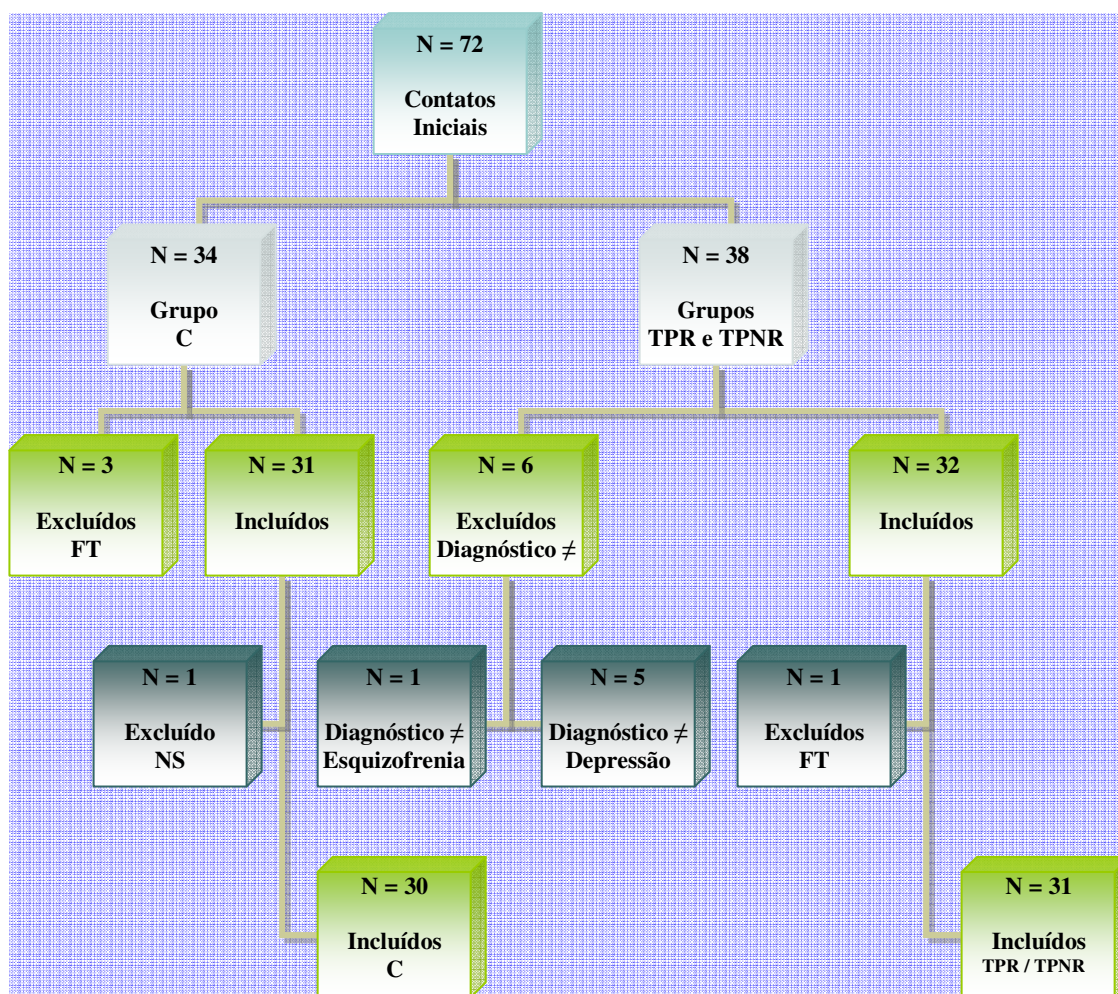 N = 72
Contatos
Iniciais
N = 34
Grupo
C
N = 38
Grupos
TPR e TPNR
N = 3
Excluídos
FT
N = 31
Incluídos
N = 6
Excluídos
Diagnóstico ≠
N = 32
Incluídos
N = 1
Excluído
NS
N = 1
Diagnóstico ≠
Esquizofrenia
N = 5
Diagnóstico ≠
Depressão
N = 1
Excluídos
FT
N = 30
Incluídos
C
N = 31
Incluídos
TPR / TPNR